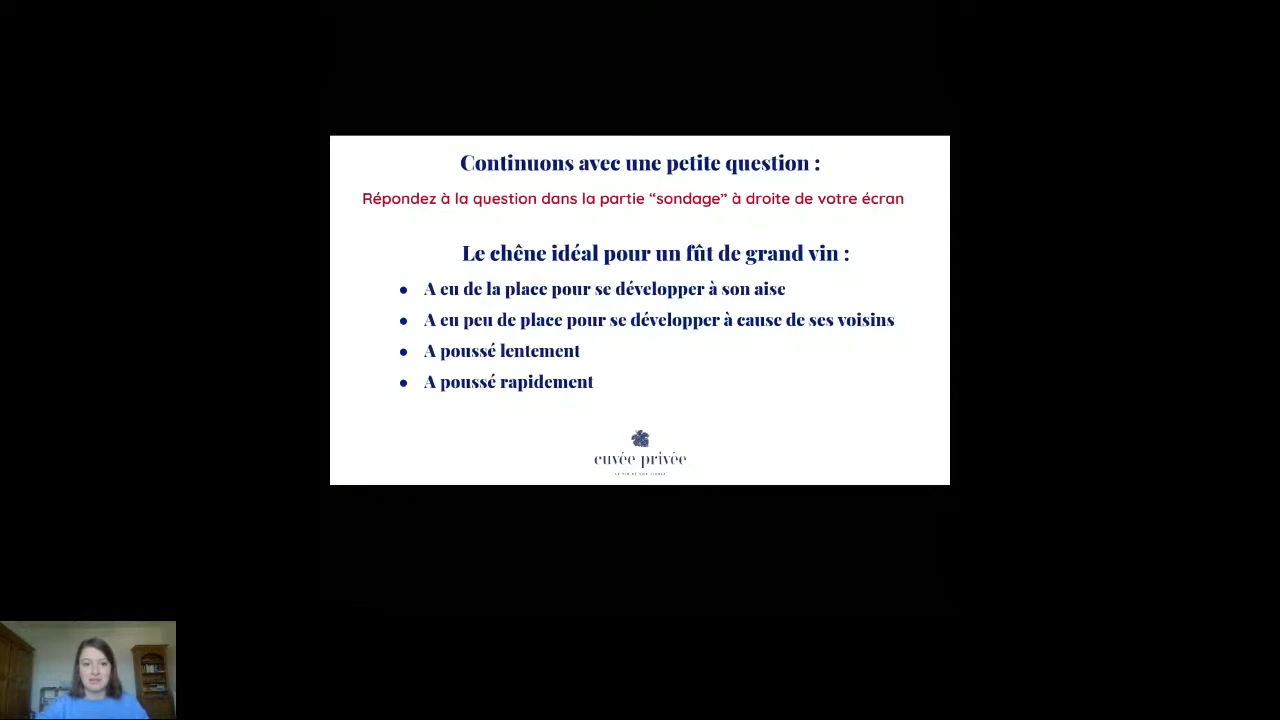 Continuons avec une petite question :
Répondez à la question dans la partie “sondage” à droite de votre écran
Le chêne idéal pour un fût de grand vin :
● A eu de la place pour se développer à son aise
● A eu peu de place pour se développer à cause de ses voisins
● A poussé lentement
● A poussé rapidement
cuvée privée